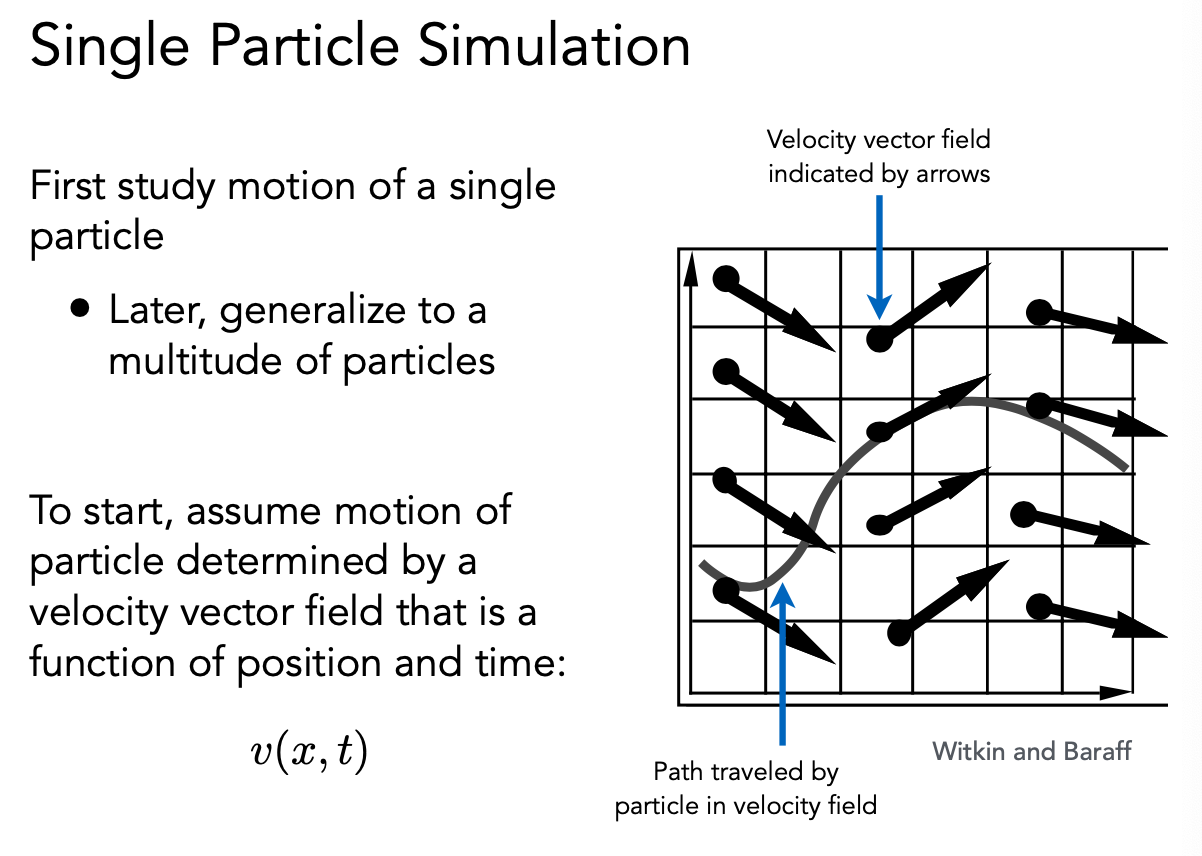 Single Particle Simulation
First study motion of a single
particle
• Later, generalize to a
multitude of particles
To start, assume motion of
particle determined by a
velocity vector field that is a
function of position and time:
v(x, t)
Velocity vector field
indicated by arrows
Path traveled by
particle in velocity field
Witkin and Baraff